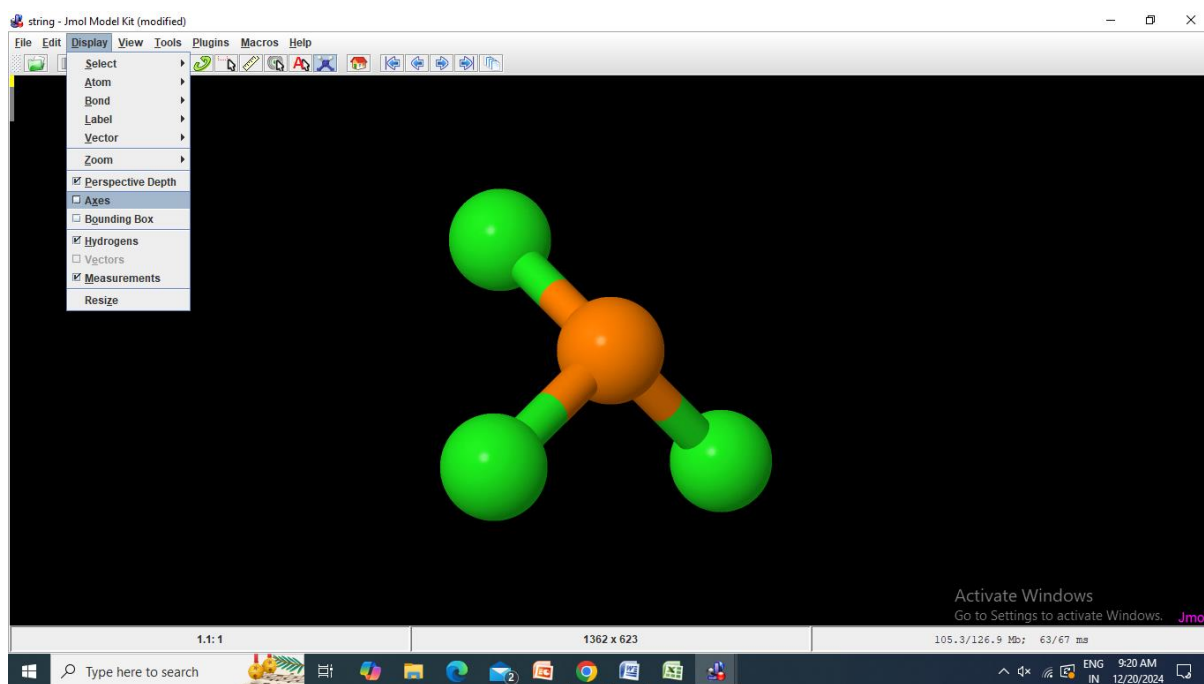 string - Jmol Model Kit (modified)
File Edit Display View Tools Plugins Macros Help
Select
Atom
Bond
Label
Vector
Zoom
Perspective Depth
Axes
Bounding Box
Hydrogens
Vectors
Measurements
Resize
Activate Windows
Go to Settings to activate Windows.
Jmo
1.1: 1 1362 x 623 105.3/126.9 Mb; 63/67 ms
Type here to search 2 ENG 9:20 AM
IN 12/20/2024